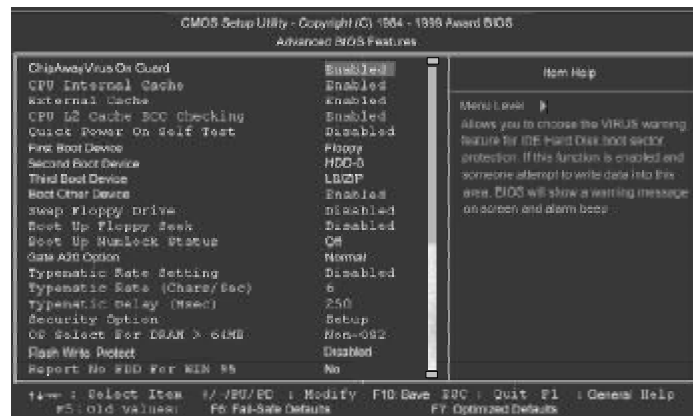 CMOS Setup Utility - Copyright (C) 1984 - 1999 Award BIOS
Advanced BIOS Features
ChipAwayVirus On Guard Enabled
CPU Internal Cache Enabled
External Cache Enabled
CPU L2 Cache ECC Checking Enabled
Quick Power On Self Test Disabled
First Boot Device Floppy
Second Boot Device HDD-0
Third Boot Device LS/ZIP
Boot Other Device Enabled
Swap Floppy Drive Disabled
Boot Up Floppy Seek Disabled
Boot Up NumLock Status Off
Gate A20 Option Normal
Typematic Rate Setting Disabled
Typematic Rate (Chars/Sec) 6
Typematic Delay (Msec) 250
Security Option Setup
OS Select For DRAM > 64MB Non-OS2
Flash Write Protect Disabled
Report No FDD For WIN 95 No
Item Help
Menu Level
Allows you to choose the VIRUS warning
feature for IDE Hard Disk boot sector
protection. If this function is enabled and
someone attempt to write data into this
area, BIOS will show a warning message
on screen and alarm beep
↑↓←→ : Select Item +/-/PU/PD : Modify F10: Save ESC : Quit F1 : General Help
F5:Old Values: F6: Fail-Safe Defaults F7: Optimized Defaults